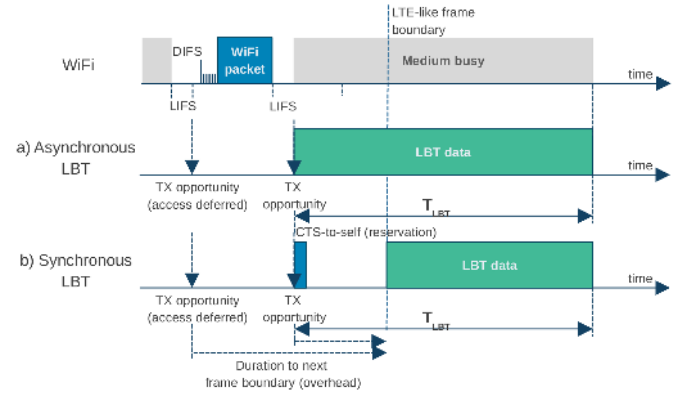 LTE-like frame
boundary
DIFS
WiFi
packet
WiFi
Medium busy
time
LIFS
LIFS
a) Asynchronous
LBT
LBT data
time
TX opportunity
(access deferred)
TX
opportunity
T LBT
CTS-to-self (reservation)
b) Synchronous
LBT
LBT data
time
TX opportunity
(access deferred)
TX
opportunity
T LBT
Duration to next
frame boundary (overhead)